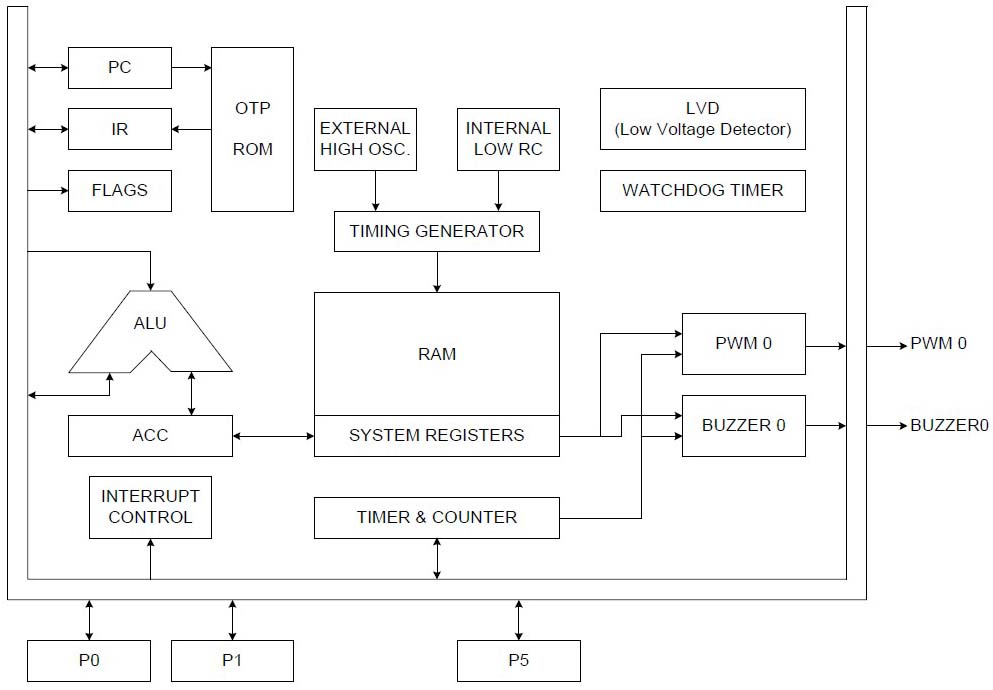 PC
OTP
ROM
IR
FLAGS
EXTERNAL
HIGH OSC.
INTERNAL
LOW RC
LVD
(Low Voltage Detector)
WATCHDOG TIMER
TIMING GENERATOR
ALU
RAM
PWM 0
PWM 0
ACC
SYSTEM REGISTERS
BUZZER 0
BUZZER0
INTERRUPT
CONTROL
TIMER & COUNTER
P0
P1
P5